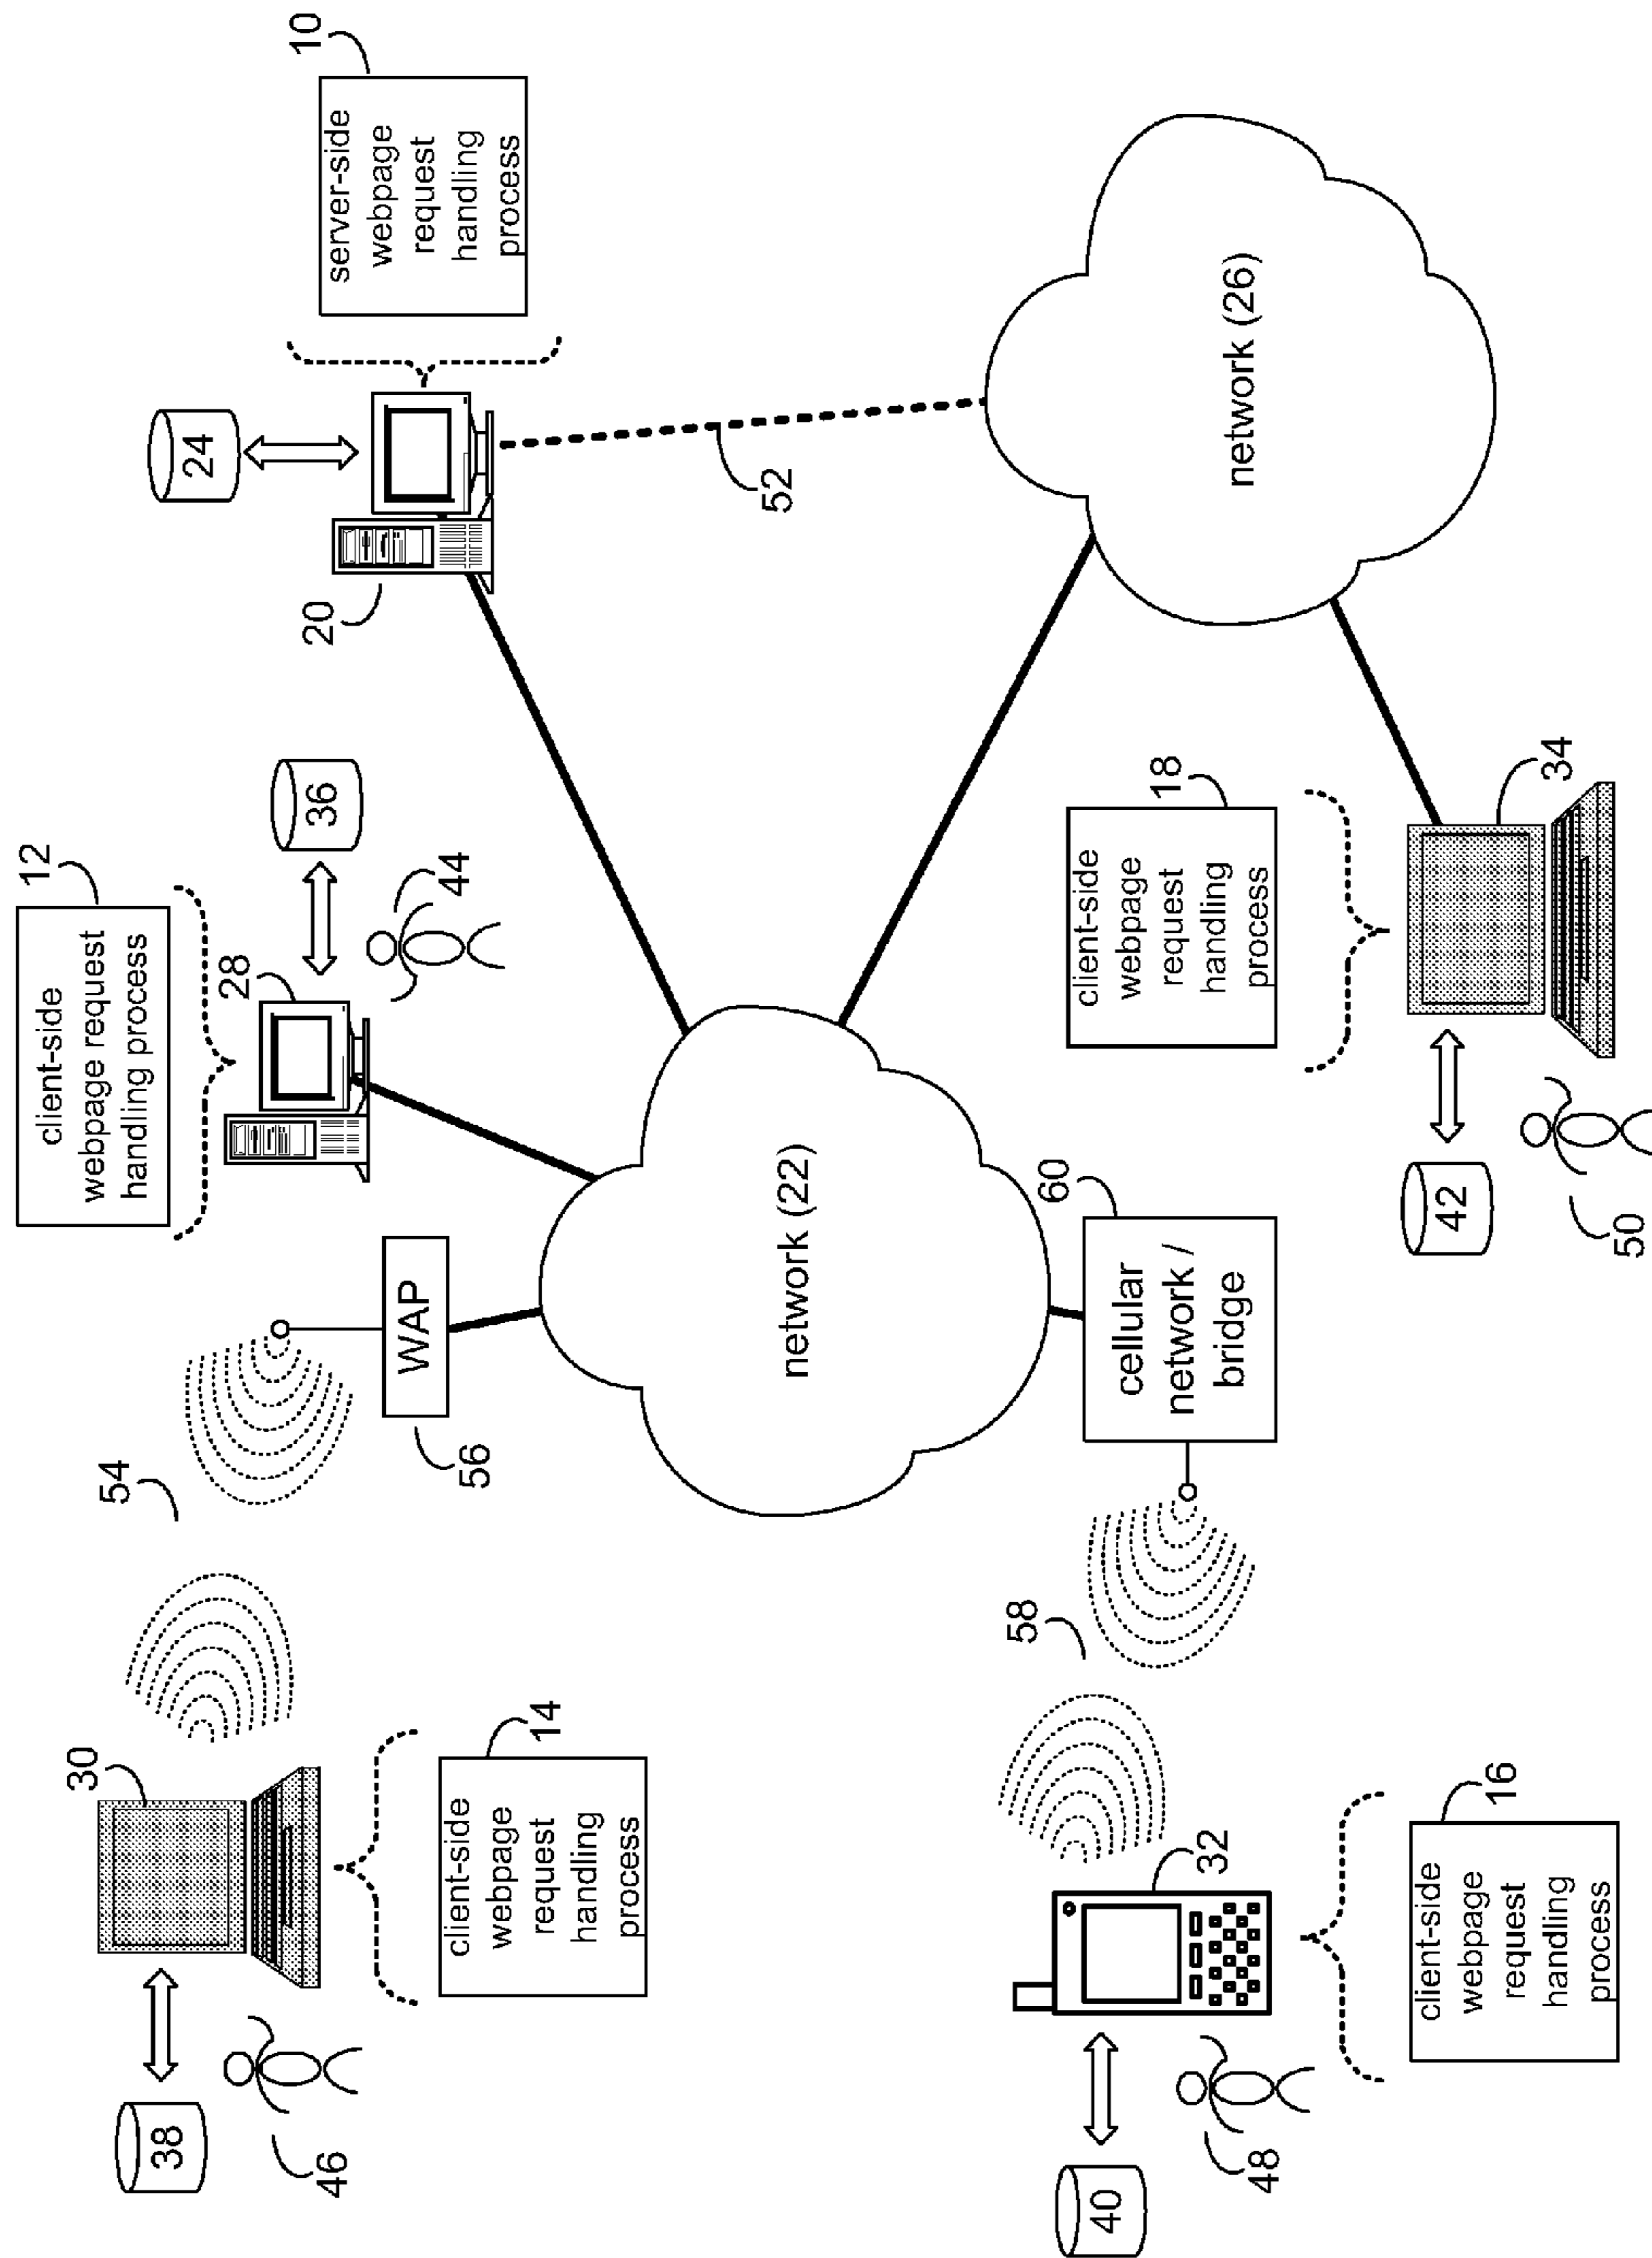 38
46
30
client-side
webpage
request
handling
process
14
54
56
WAP
client-side
webpage request
handling process
12
28
36
44
24
20
server-side
webpage
request
handling
process
10
52
network (22)
network (26)
40
48
32
client-side
webpage
request
handling
process
16
58
cellular
network /
bridge
60
42
50
client-side
webpage
request
handling
process
18
34